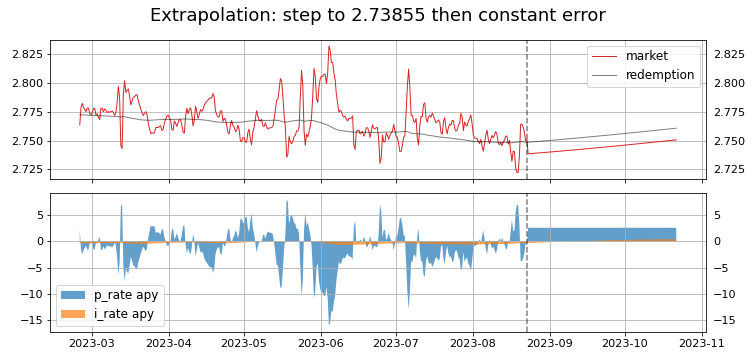 Extrapolation: step to 2.73855 then constant error
2.825 2.825
2.800 2.800
2.775 2.775
2.750 2.750
2.725 2.725
market
redemption
5 5
0 0
−5 −5
−10 −10
−15 −15
p_rate apy
i_rate apy
2023-03 2023-04 2023-05 2023-06 2023-07 2023-08 2023-09 2023-10 2023-11